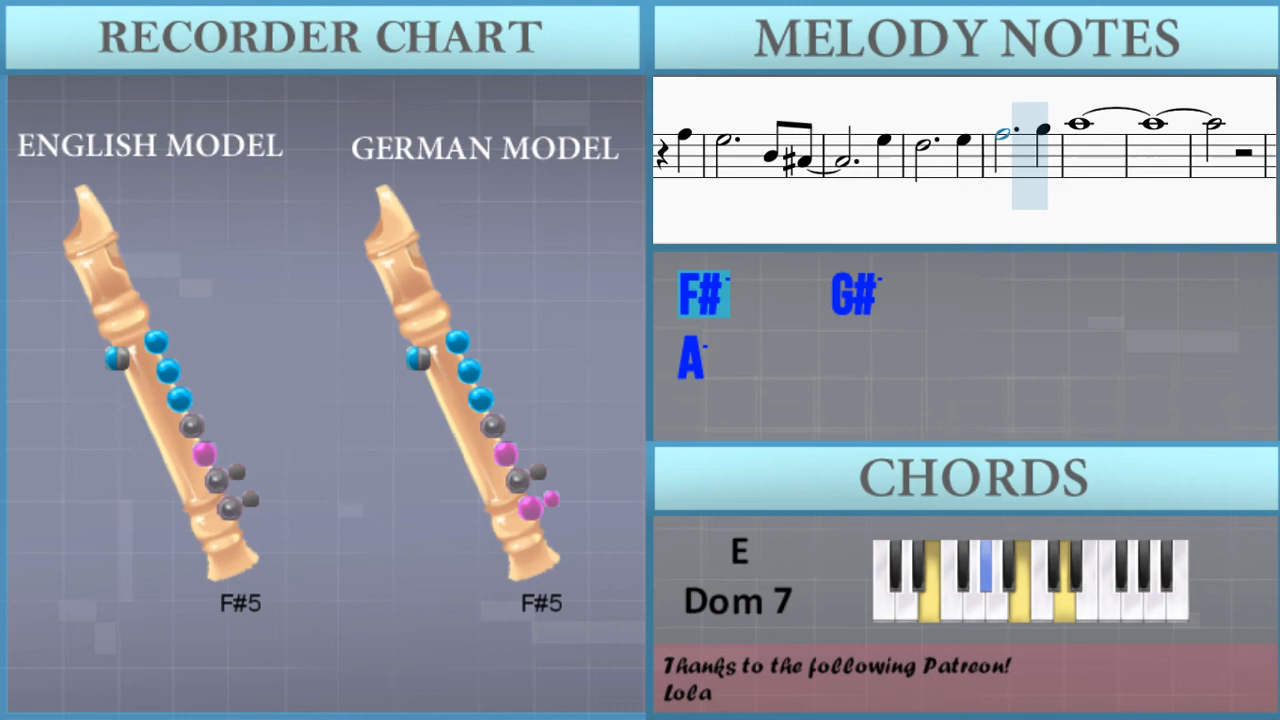 RECORDER CHART
ENGLISH MODEL
GERMAN MODEL
F#5
F#5
MELODY NOTES
F#-
G#-
A-
CHORDS
E
Dom 7
Thanks to the following Patreon!
Lola